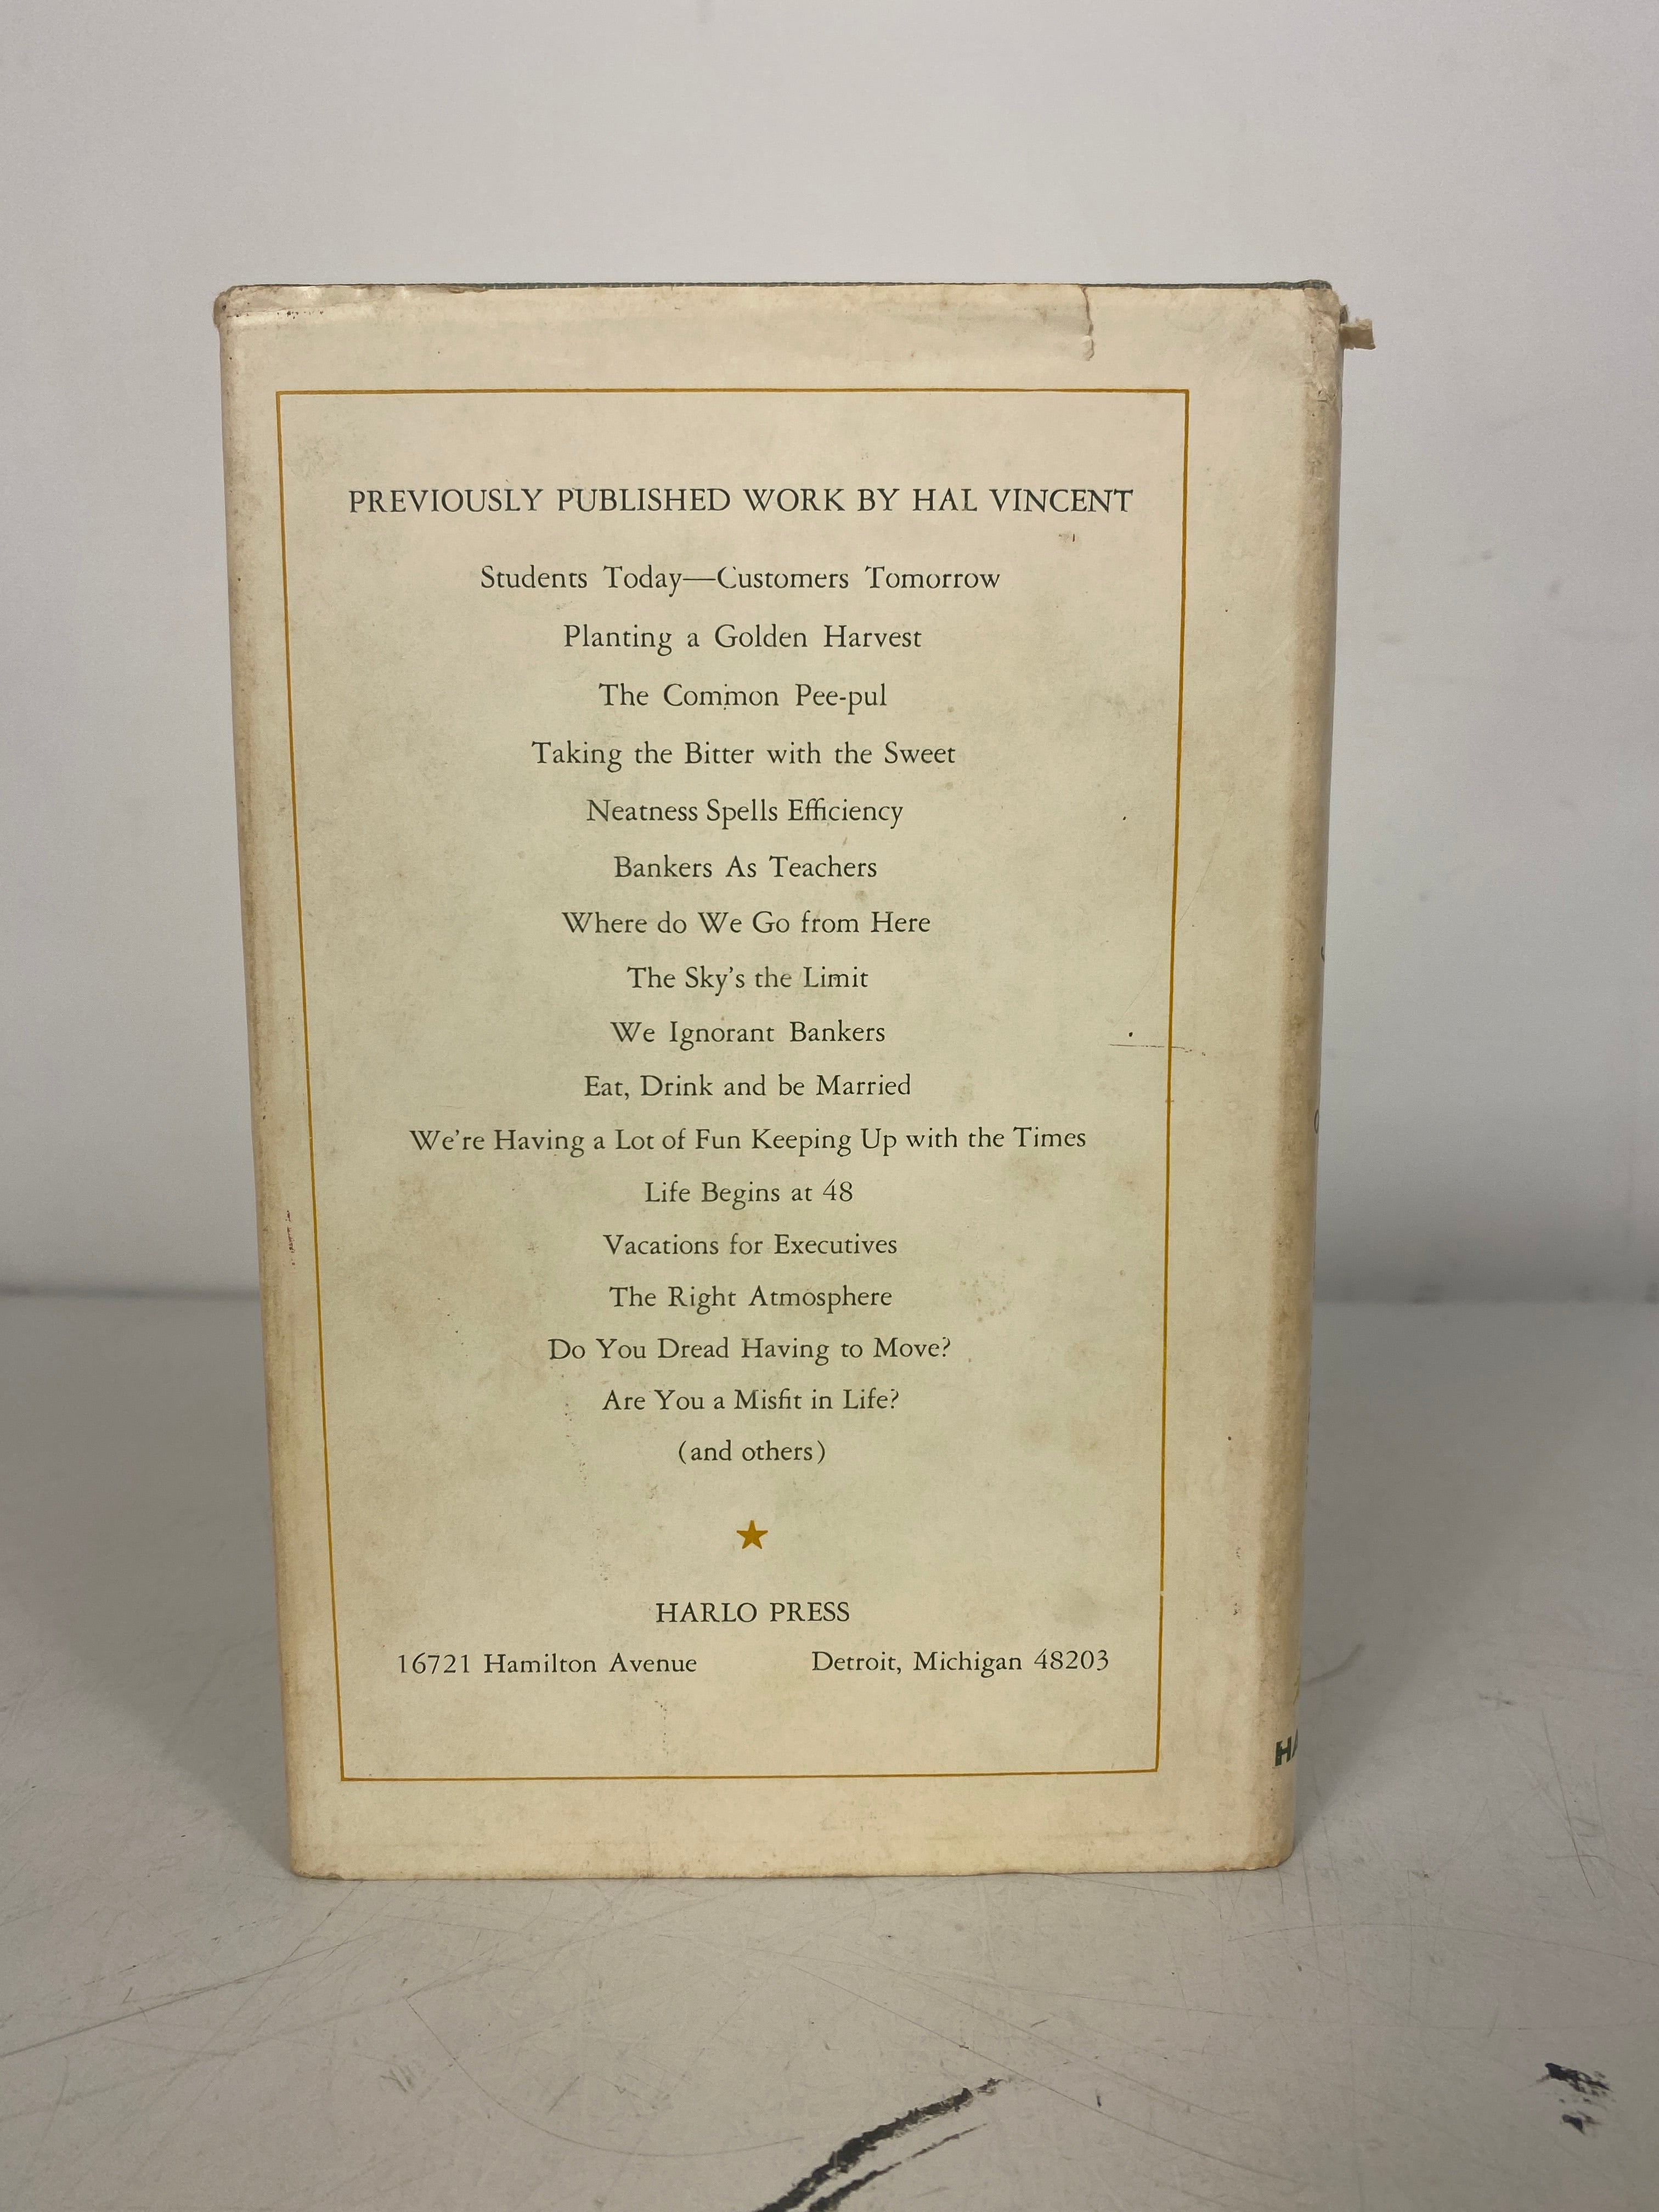 PREVIOUSLY PUBLISHED WORK BY HAL VINCENT
Students Today—Customers Tomorrow
Planting a Golden Harvest
The Common Pee-pul
Taking the Bitter with the Sweet
Neatness Spells Efficiency
Bankers As Teachers
Where do We Go from Here
The Sky's the Limit
We Ignorant Bankers
Eat, Drink and be Married
We're Having a Lot of Fun Keeping Up with the Times
Life Begins at 48
Vacations for Executives
The Right Atmosphere
Do You Dread Having to Move?
Are You a Misfit in Life?
(and others)
HARLO PRESS
16721 Hamilton Avenue Detroit, Michigan 48203